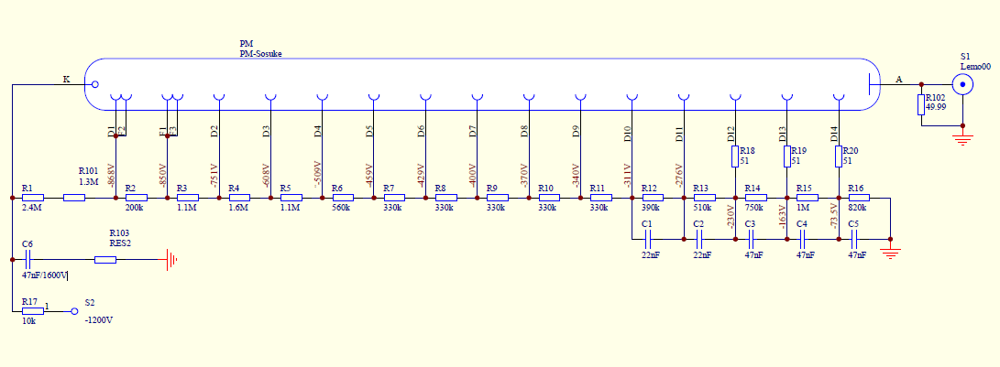 PM
PM-Sosuke
S1
Lemo00
K
A
R102
49.99
D1
F2
F1
F3
D2
D3
D4
D5
D6
D7
D8
D9
D10
D11
D12
D13
D14
R18
51
R19
51
R20
51
-868V
-850V
-751V
-608V
-509V
-459V
-429V
-400V
-370V
-340V
-311V
-276V
R101
1.3M
R1
R2
R3
R4
R5
R6
R7
R8
R9
R10
R11
R12
R13
R14
R15
R16
2.4M
200k
1.1M
1.6M
1.1M
560k
330k
330k
330k
330k
330k
390k
510k
750k
1M
820k
-230V
-163V
-73.5V
C1
C2
C3
C4
C5
22nF
22nF
47nF
47nF
47nF
C6
47nF/1600V
R103
RES2
R17
10k
1
S2
-1200V